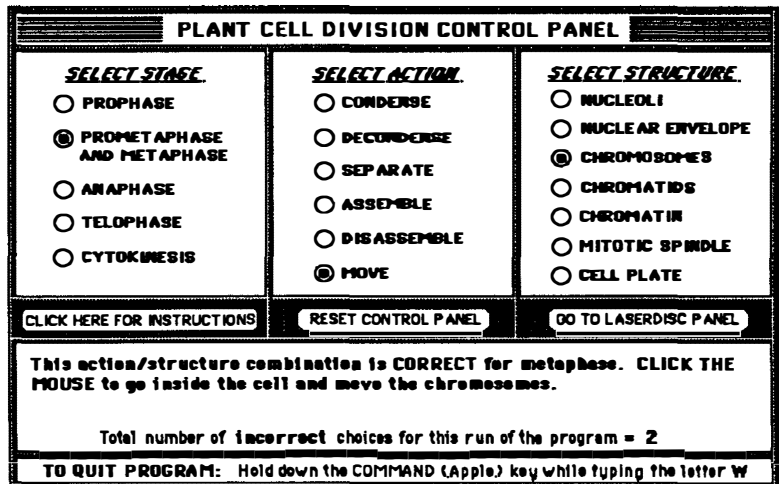 PLANT CELL DIVISION CONTROL PANEL
SELECT STAGE
PROPHASE
PROMETAPHASE
AND METAPHASE
ANAPHASE
TELOPHASE
CYTOKINESIS
SELECT ACTION
CONDENSE
DECONDENSE
SEPARATE
ASSEMBLE
DISASSEMBLE
MOVE
SELECT STRUCTURE
NUCLEOLI
NUCLEAR ENVELOPE
CHROMOSOMES
CHROMATIDS
CHROMATIN
MITOTIC SPINDLE
CELL PLATE
CLICK HERE FOR INSTRUCTIONS
RESET CONTROL PANEL
GO TO LASERDISC PANEL
This action/structure combination is CORRECT for metaphase. CLICK THE
MOUSE to go inside the cell and move the chromosomes.
Total number of incorrect choices for this run of the program = 2
TO QUIT PROGRAM: Hold down the COMMAND (Apple) key while typing the letter W